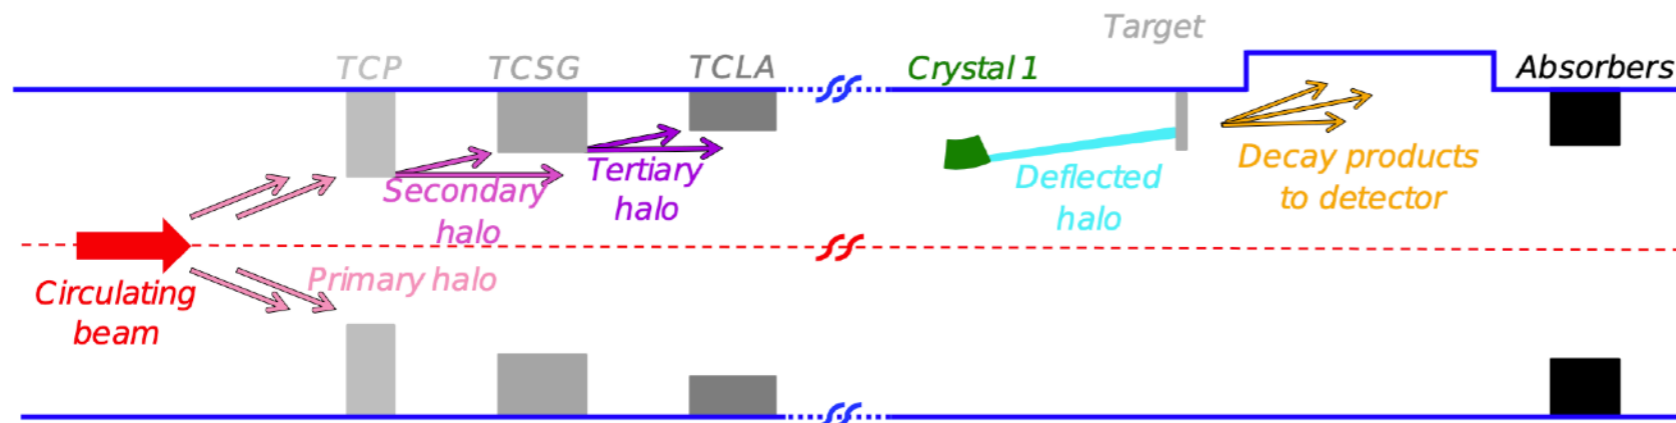 Target
TCP
TCSG
TCLA
Crystal 1
Absorbers
Secondary
halo
Tertiary
halo
Deflected
halo
Decay products
to detector
Primary halo
Circulating
beam